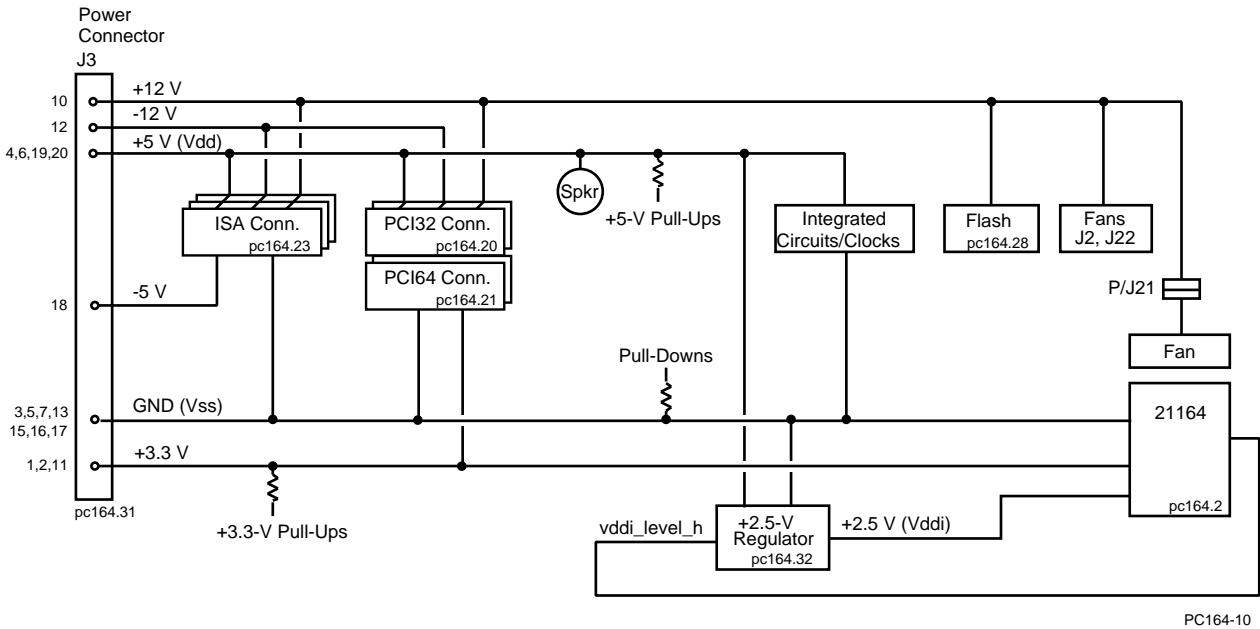 Power
Connector
J3
10
+12 V
12
-12 V
4,6,19,20
+5 V (Vdd)
Spkr
+5-V Pull-Ups
ISA Conn.
pc164.23
PCI32 Conn.
pc164.20
PCI64 Conn.
pc164.21
Integrated
Circuits/Clocks
Flash
pc164.28
Fans
J2, J22
18
-5 V
P/J21
Fan
Pull-Downs
3,5,7,13
15,16,17
GND (Vss)
1,2,11
+3.3 V
21164
pc164.2
pc164.31
+3.3-V Pull-Ups
vddi_level_h
+2.5-V
Regulator
pc164.32
+2.5 V (Vddi)
PC164-10